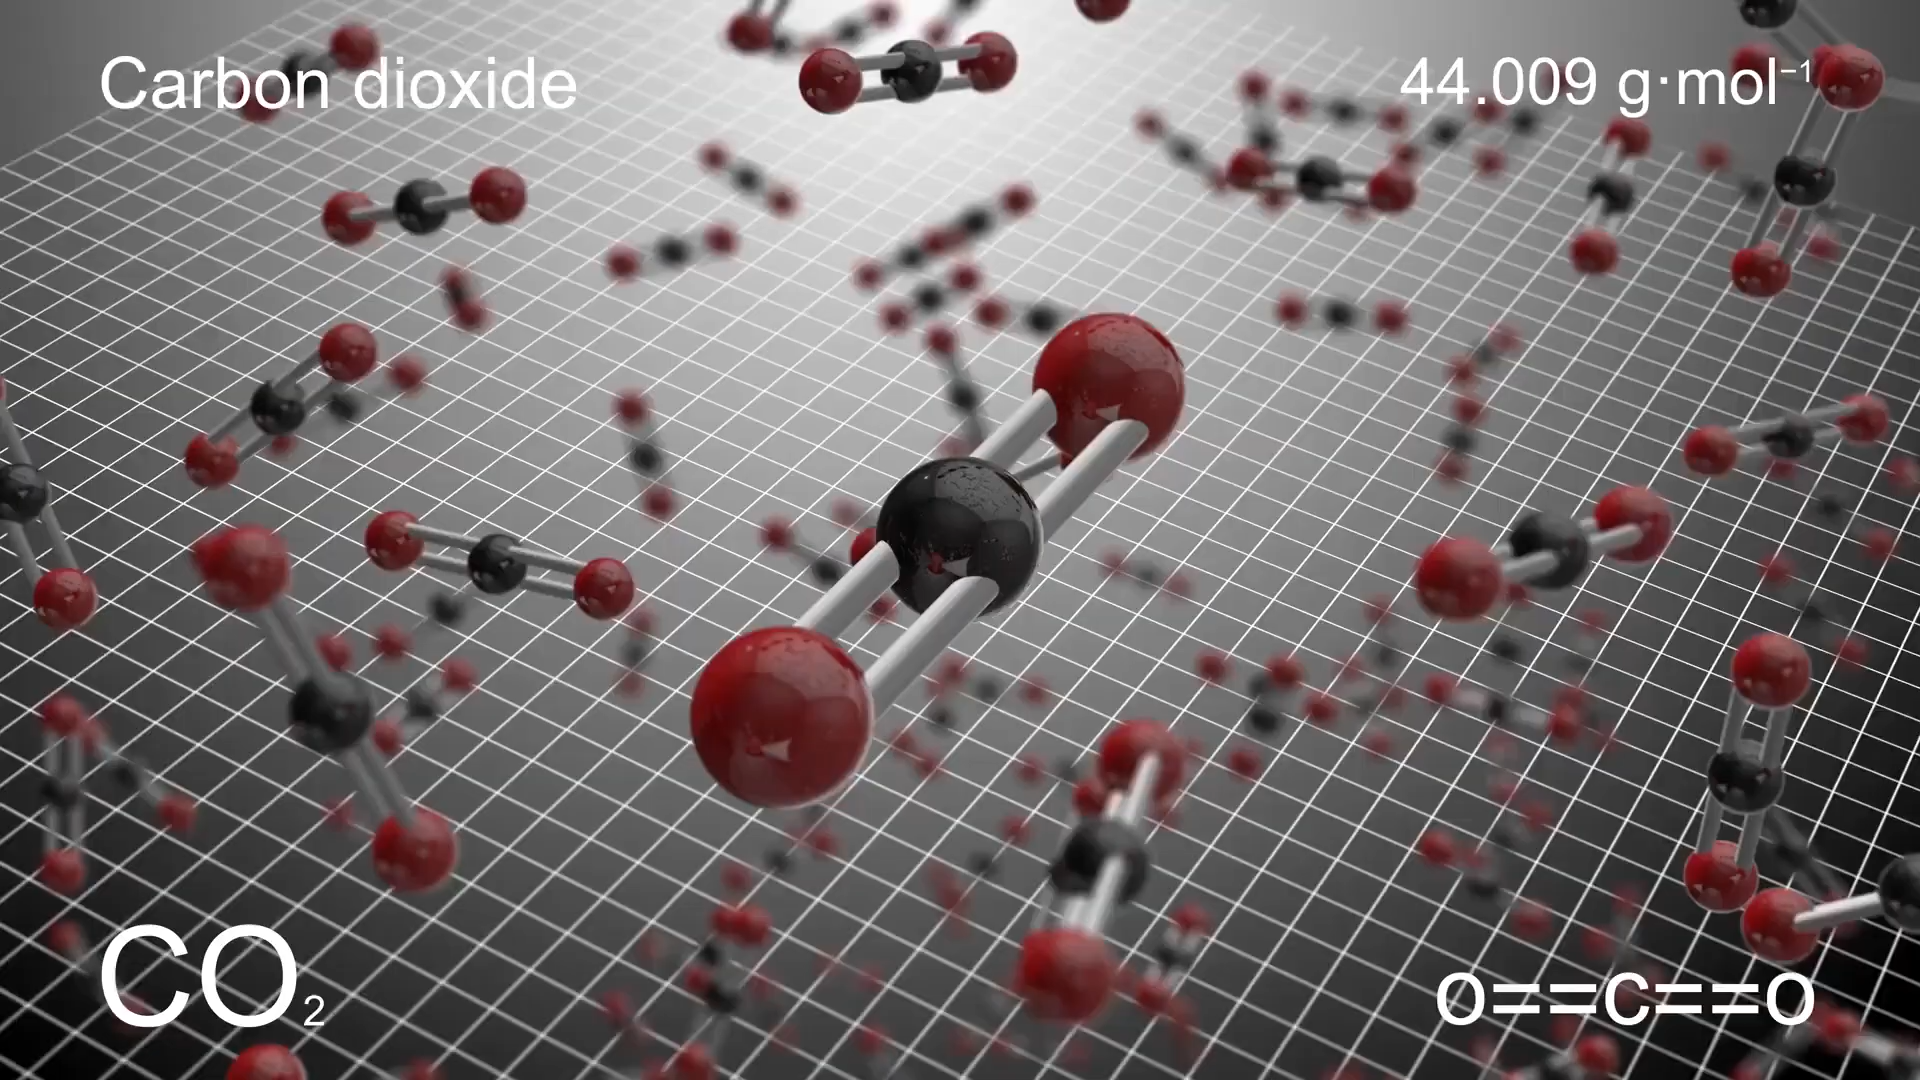 Carbon dioxide
44.009 g·mol⁻¹
CO₂
O==C==O